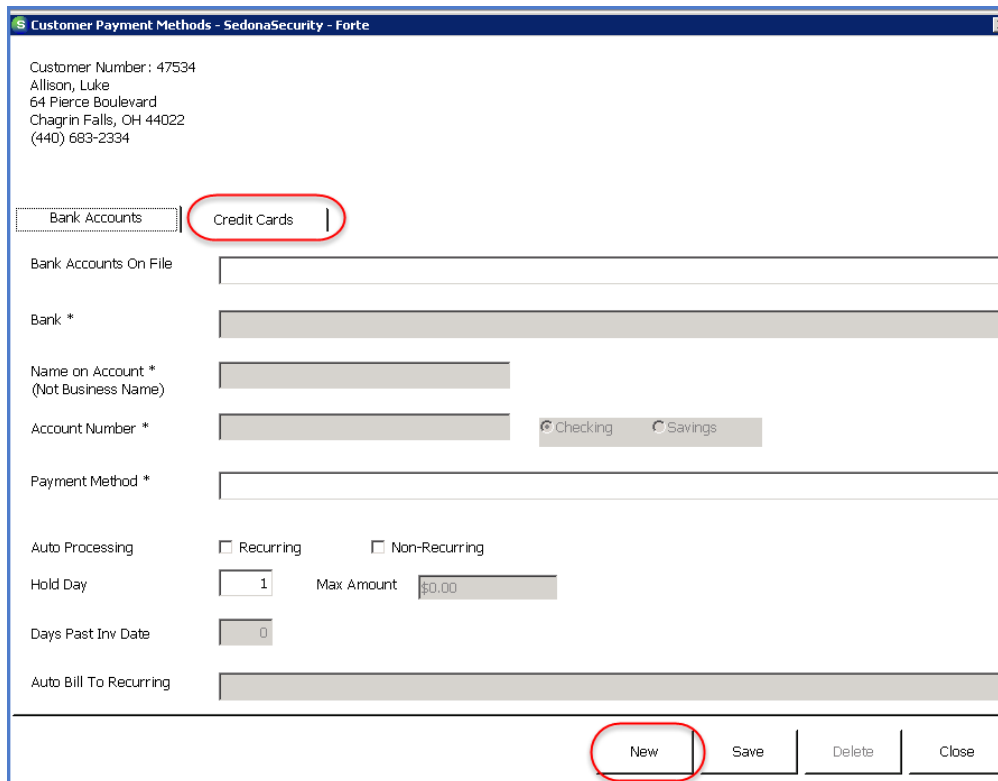 S Customer Payment Methods - SedonaSecurity - Forte
Customer Number: 47534
Allison, Luke
64 Pierce Boulevard
Chagrin Falls, OH 44022
(440) 683-2334
Bank Accounts Credit Cards
Bank Accounts On File
Bank *
Name on Account *
(Not Business Name)
Account Number * Checking Savings
Payment Method *
Auto Processing Recurring Non-Recurring
Hold Day 1 Max Amount $0.00
Days Past Inv Date 0
Auto Bill To Recurring
New Save Delete Close